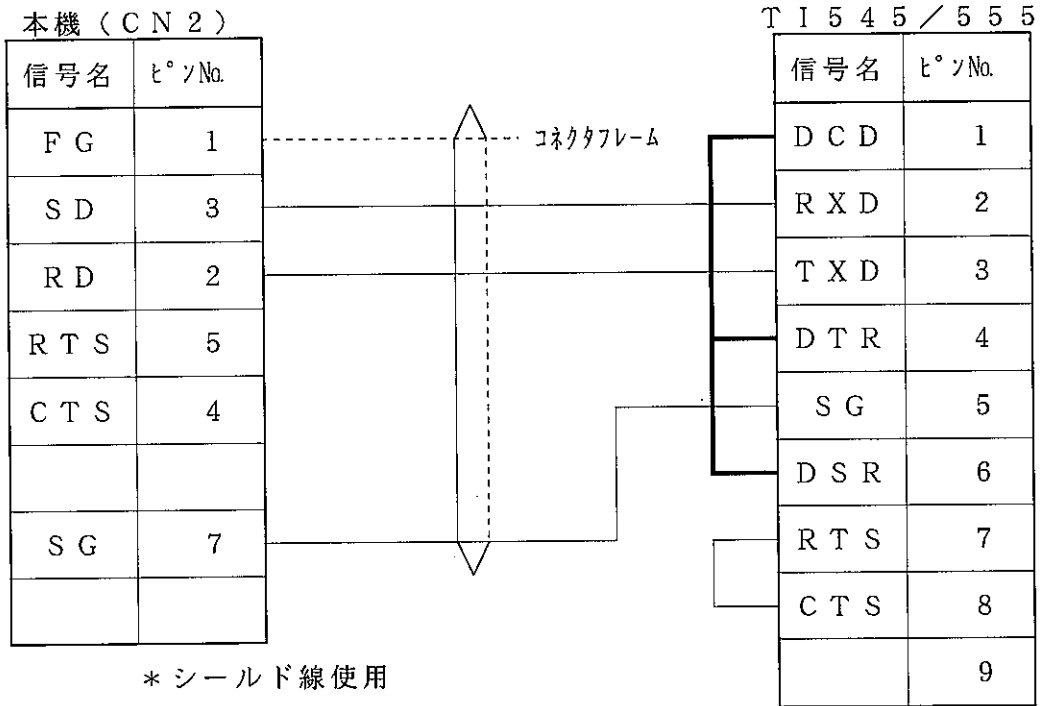 本機(CN2)
信号名 ピンNo.
FG 1
SD 3
RD 2
RTS 5
CTS 4
SG 7
コネクタフレーム
TI545/555
信号名 ピンNo.
DCD 1
RXD 2
TXD 3
DTR 4
SG 5
DSR 6
RTS 7
CTS 8
9
*シールド線使用